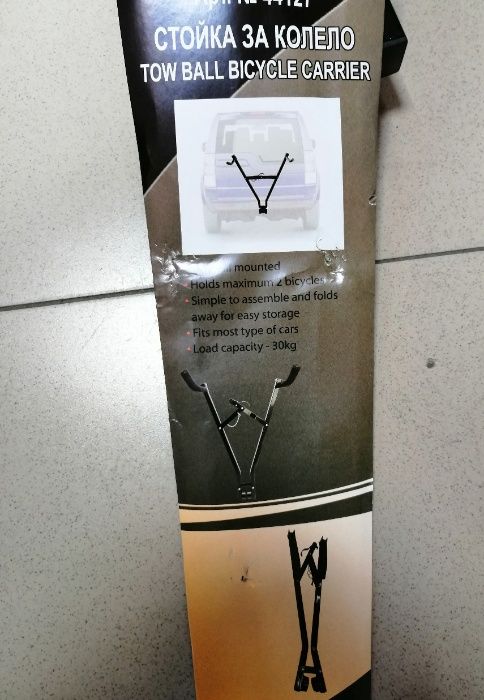 44121
СТОЙКА ЗА КОЛЕЛО
TOW BALL BICYCLE CARRIER
mounted
• Holds maximum 2 bicycles
• Simple to assemble and folds
away for easy storage
• Fits most type of cars
• Load capacity - 30kg